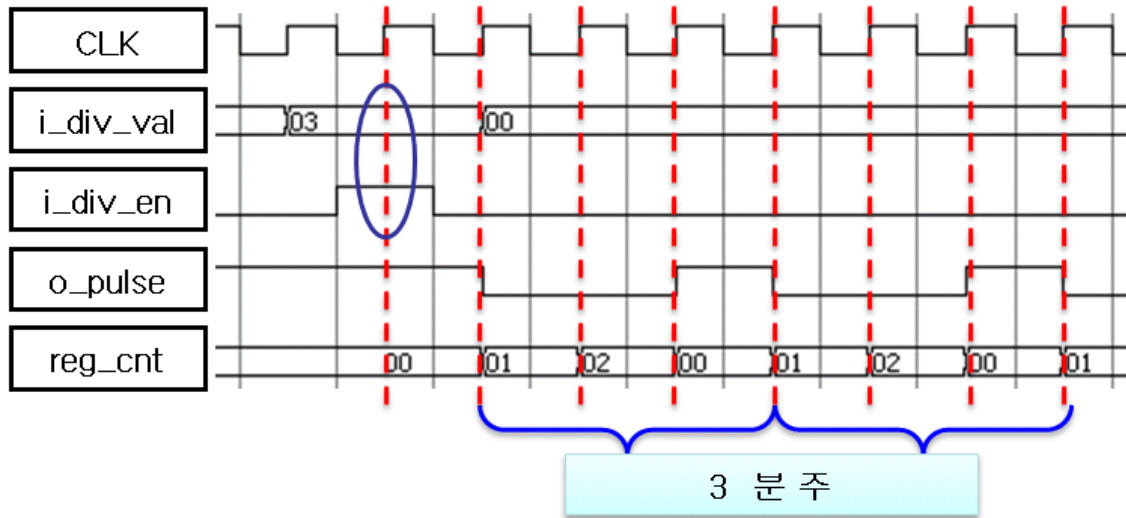 CLK
i_div_val
03
00
i_div_en
o_pulse
reg_cnt
00
01
02
00
01
02
00
01
3 분 주